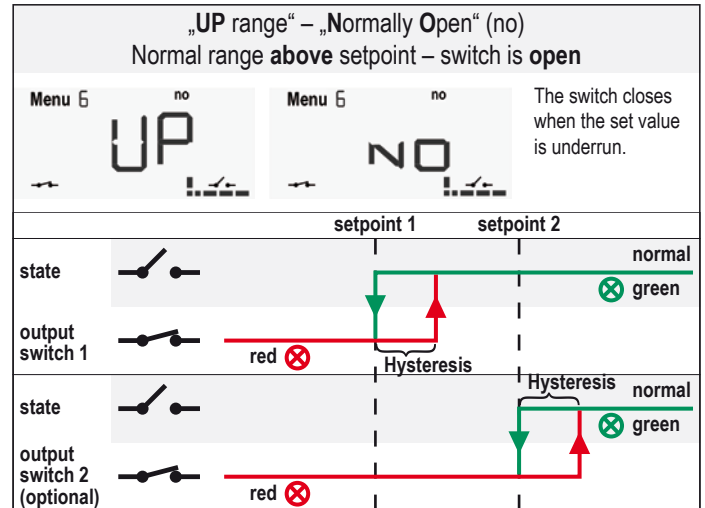 „UP range“ – „Normally Open“ (no)
Normal range above setpoint – switch is open
Menu 6
no
UP
Menu 6
no
NO
The switch closes
when the set value
is underrun.
setpoint 1
setpoint 2
state
normal
green
output
switch 1
red
Hysteresis
state
Hysteresis
normal
green
output
switch 2
(optional)
red